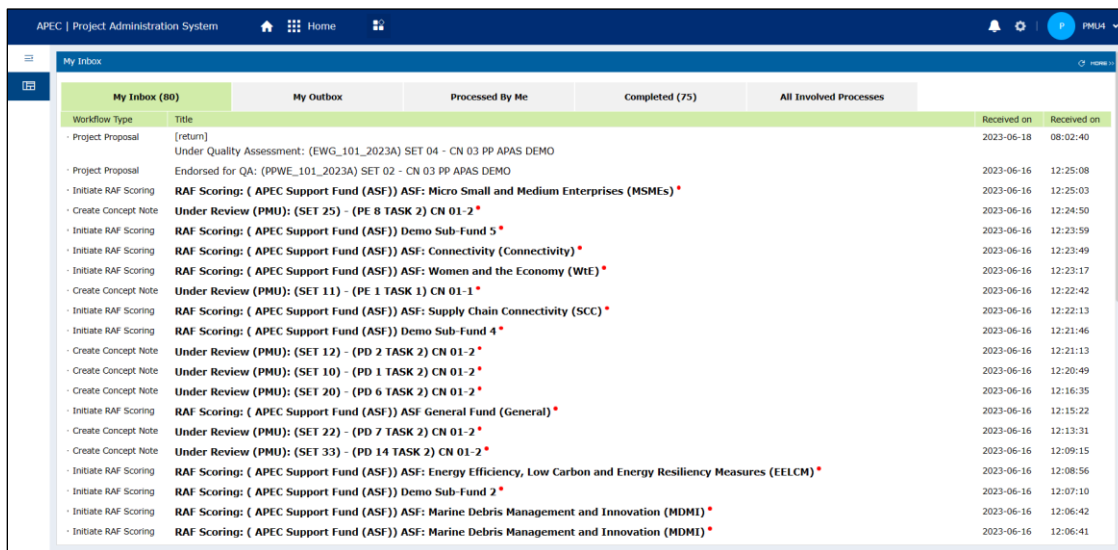 APEC | Project Administration System Home P PMU4
My Inbox MORE >>
My Inbox (80) My Outbox Processed By Me Completed (75) All Involved Processes
Workflow Type Title Received on Received on
· Project Proposal [return] 2023-06-18 08:02:40
Under Quality Assessment: (EWG_101_2023A) SET 04 - CN 03 PP APAS DEMO
· Project Proposal Endorsed for QA: (PPWE_101_2023A) SET 02 - CN 03 PP APAS DEMO 2023-06-16 12:25:08
· Initiate RAF Scoring RAF Scoring: ( APEC Support Fund (ASF)) ASF: Micro Small and Medium Enterprises (MSMEs) 2023-06-16 12:25:03
· Create Concept Note Under Review (PMU): (SET 25) - (PE 8 TASK 2) CN 01-2 2023-06-16 12:24:50
· Initiate RAF Scoring RAF Scoring: ( APEC Support Fund (ASF)) Demo Sub-Fund 5 2023-06-16 12:23:59
· Initiate RAF Scoring RAF Scoring: ( APEC Support Fund (ASF)) ASF: Connectivity (Connectivity) 2023-06-16 12:23:49
· Initiate RAF Scoring RAF Scoring: ( APEC Support Fund (ASF)) ASF: Women and the Economy (WtE) 2023-06-16 12:23:17
· Create Concept Note Under Review (PMU): (SET 11) - (PE 1 TASK 1) CN 01-1 2023-06-16 12:22:42
· Initiate RAF Scoring RAF Scoring: ( APEC Support Fund (ASF)) ASF: Supply Chain Connectivity (SCC) 2023-06-16 12:22:13
· Initiate RAF Scoring RAF Scoring: ( APEC Support Fund (ASF)) Demo Sub-Fund 4 2023-06-16 12:21:46
· Create Concept Note Under Review (PMU): (SET 12) - (PD 2 TASK 2) CN 01-2 2023-06-16 12:21:13
· Create Concept Note Under Review (PMU): (SET 10) - (PD 1 TASK 2) CN 01-2 2023-06-16 12:20:49
· Create Concept Note Under Review (PMU): (SET 20) - (PD 6 TASK 2) CN 01-2 2023-06-16 12:16:35
· Initiate RAF Scoring RAF Scoring: ( APEC Support Fund (ASF)) ASF General Fund (General) 2023-06-16 12:15:22
· Create Concept Note Under Review (PMU): (SET 22) - (PD 7 TASK 2) CN 01-2 2023-06-16 12:13:31
· Create Concept Note Under Review (PMU): (SET 33) - (PD 14 TASK 2) CN 01-2 2023-06-16 12:09:15
· Initiate RAF Scoring RAF Scoring: ( APEC Support Fund (ASF)) ASF: Energy Efficiency, Low Carbon and Energy Resiliency Measures (EELCM) 2023-06-16 12:08:56
· Initiate RAF Scoring RAF Scoring: ( APEC Support Fund (ASF)) Demo Sub-Fund 2 2023-06-16 12:07:10
· Initiate RAF Scoring RAF Scoring: ( APEC Support Fund (ASF)) ASF: Marine Debris Management and Innovation (MDMI) 2023-06-16 12:06:42
· Initiate RAF Scoring RAF Scoring: ( APEC Support Fund (ASF)) ASF: Marine Debris Management and Innovation (MDMI) 2023-06-16 12:06:41